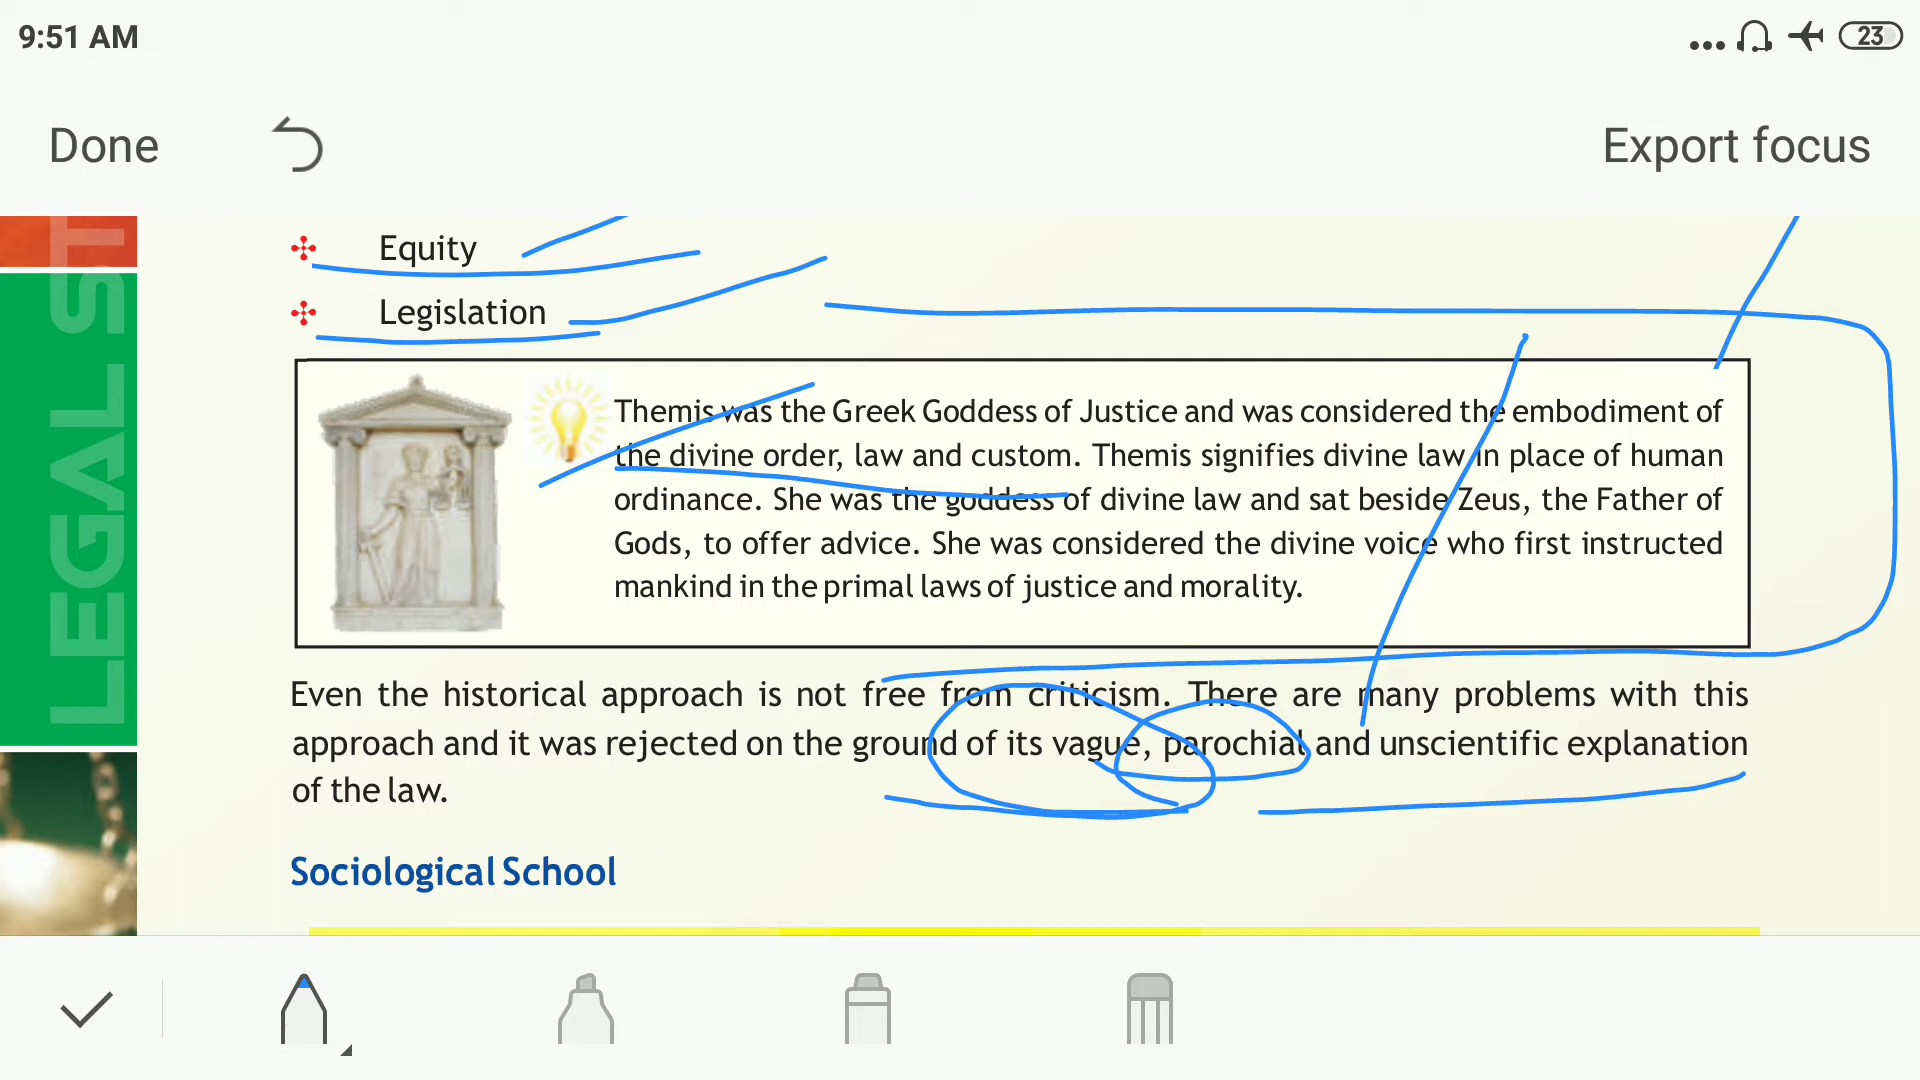 9:51 AM
23
Done
Export focus
Equity
Legislation
Themis was the Greek Goddess of Justice and was considered the embodiment of
the divine order, law and custom. Themis signifies divine law in place of human
ordinance. She was the goddess of divine law and sat beside Zeus, the Father of
Gods, to offer advice. She was considered the divine voice who first instructed
mankind in the primal laws of justice and morality.
Even the historical approach is not free from criticism. There are many problems with this
approach and it was rejected on the ground of its vague, parochial and unscientific explanation
of the law.
Sociological School
LEGAL ST